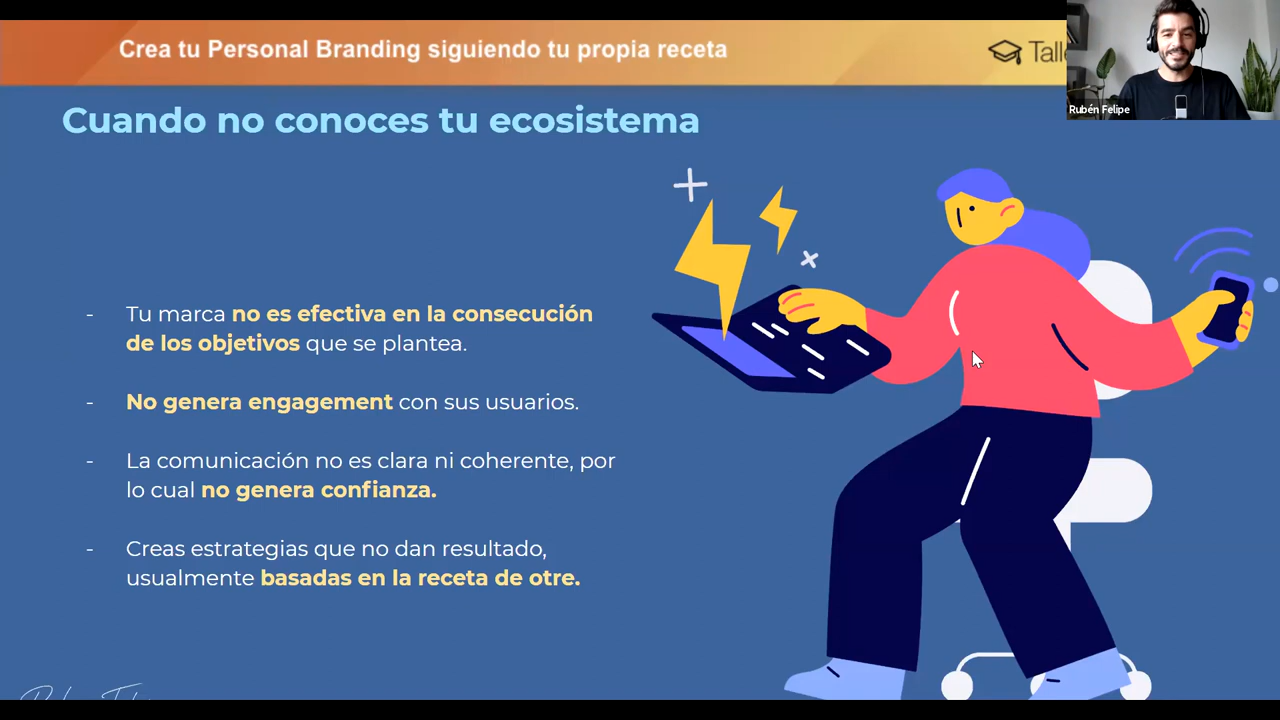 Crea tu Personal Branding siguiendo tu propia receta
Rubén Felipe
Cuando no conoces tu ecosistema
- Tu marca no es efectiva en la consecución
de los objetivos que se plantea.
- No genera engagement con sus usuarios.
- La comunicación no es clara ni coherente, por
lo cual no genera confianza.
- Creas estrategias que no dan resultado,
usualmente basadas en la receta de otre.